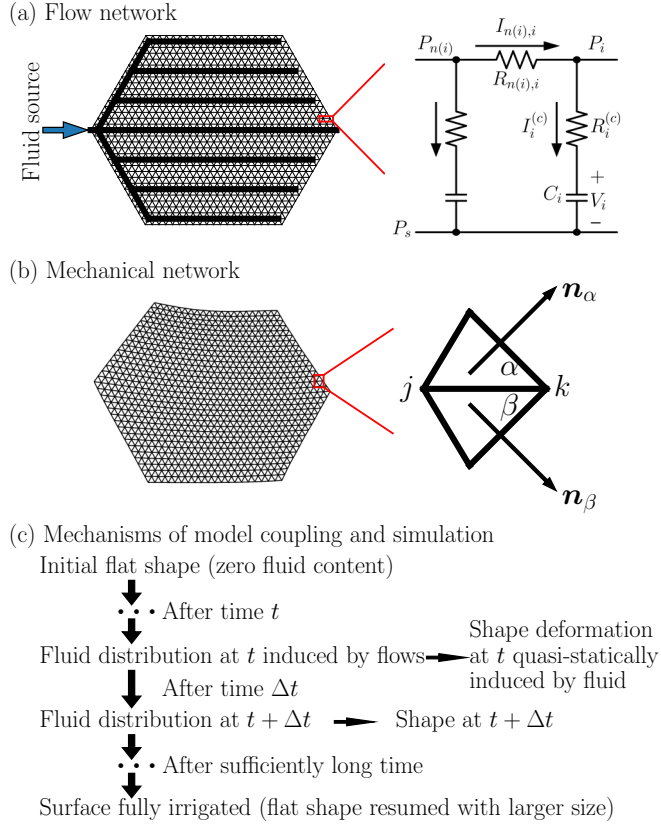 (a) Flow network
Fluid source
P_{n(i)}
I_{n(i),i}
P_i
R_{n(i),i}
I_i^{(c)}
R_i^{(c)}
C_i
+
V_i
−
P_s
(b) Mechanical network
n_α
j
α
k
β
n_β
(c) Mechanisms of model coupling and simulation
Initial flat shape (zero fluid content)
• • • After time t
Fluid distribution at t induced by flows
Shape deformation
at t quasi-statically
induced by fluid
After time Δt
Fluid distribution at t + Δt
Shape at t + Δt
• • • After sufficiently long time
Surface fully irrigated (flat shape resumed with larger size)